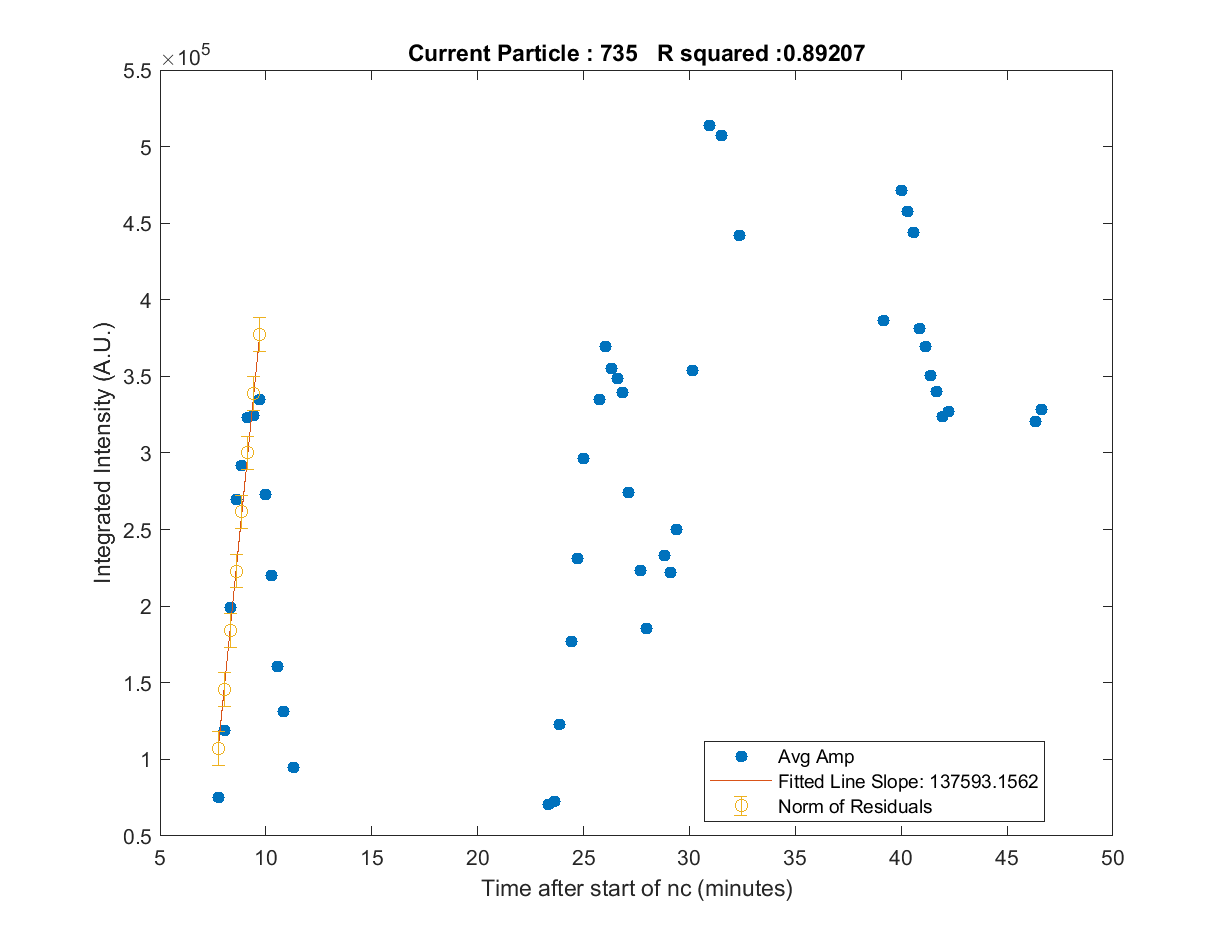 Current Particle : 735 R squared :0.89207
×10^5
5.5
5
4.5
4
3.5
3
2.5
2
1.5
1
0.5
Integrated Intensity (A.U.)
5 10 15 20 25 30 35 40 45 50
Time after start of nc (minutes)
Avg Amp
Fitted Line Slope: 137593.1562
Norm of Residuals